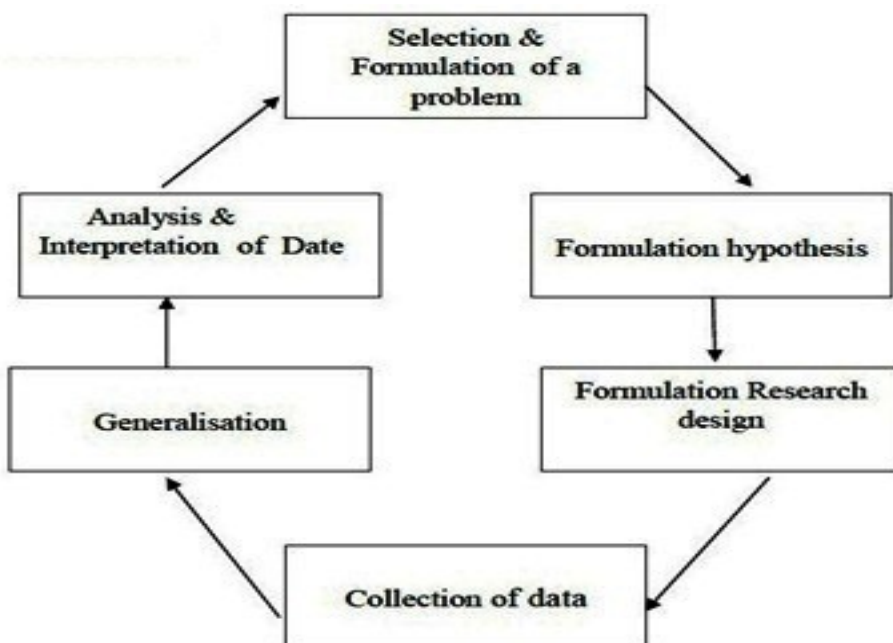 Selection &
Formulation of a
problem
Formulation hypothesis
Formulation Research
design
Collection of data
Generalisation
Analysis &
Interpretation of Date